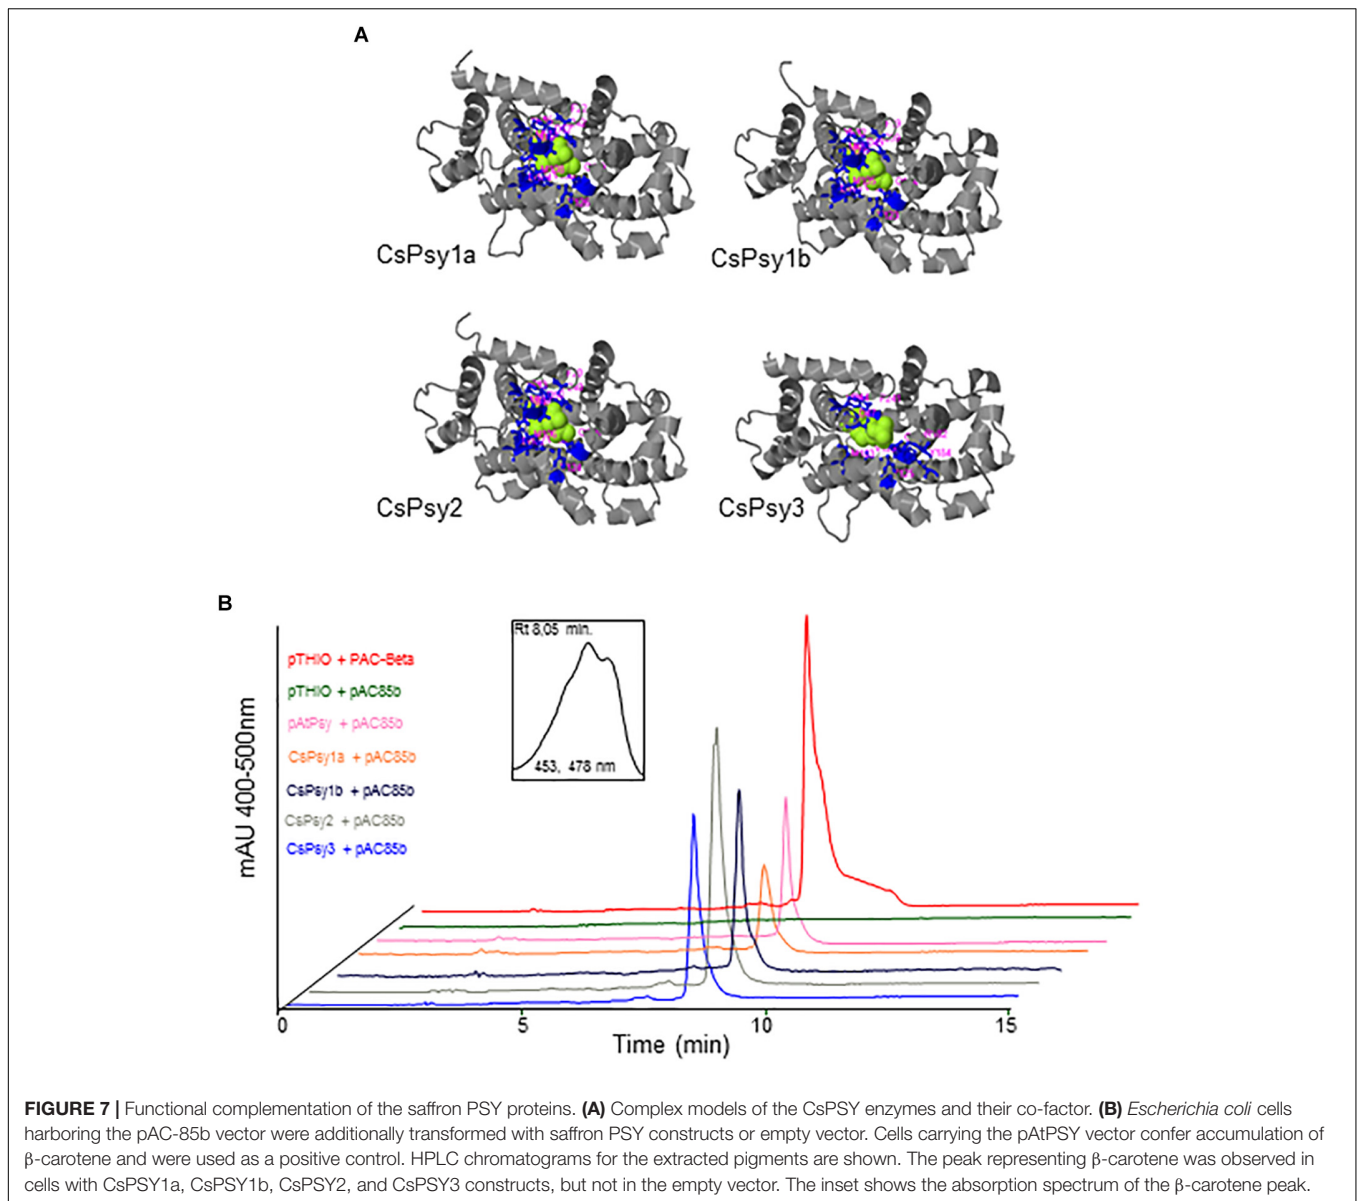 A
CsPsy1a
CsPsy1b
CsPsy2
CsPsy3
B
mAU 400-500nm
pTHIO + PAC-Beta
pTHIO + pAC85b
pAtPsy + pAC85b
CsPsy1a + pAC85b
CsPsy1b + pAC85b
CsPsy2 + pAC85b
CsPsy3 + pAC85b
Rt 8,05 min.
453, 478 nm
0 5 10 15
Time (min)
FIGURE 7 | Functional complementation of the saffron PSY proteins. (A) Complex models of the CsPSY enzymes and their co-factor. (B) Escherichia coli cells
harboring the pAC-85b vector were additionally transformed with saffron PSY constructs or empty vector. Cells carrying the pAtPSY vector confer accumulation of
β-carotene and were used as a positive control. HPLC chromatograms for the extracted pigments are shown. The peak representing β-carotene was observed in
cells with CsPSY1a, CsPSY1b, CsPSY2, and CsPSY3 constructs, but not in the empty vector. The inset shows the absorption spectrum of the β-carotene peak.